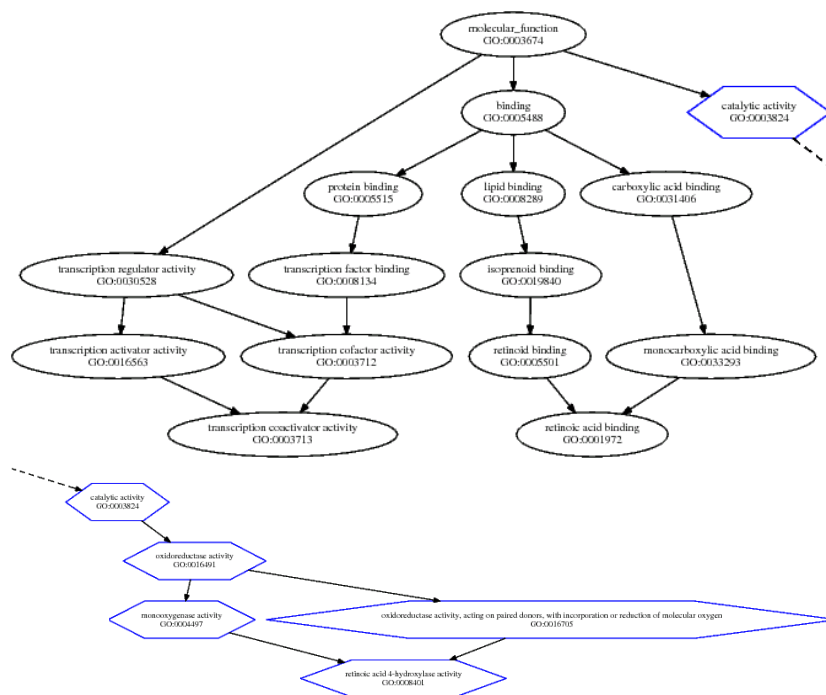 molecular_function
GO:0003674
binding
GO:0005488
catalytic activity
GO:0003824
protein binding
GO:0005515
lipid binding
GO:0008289
carboxylic acid binding
GO:0031406
transcription regulator activity
GO:0030528
transcription factor binding
GO:0008134
isoprenoid binding
GO:0019840
transcription activator activity
GO:0016563
transcription cofactor activity
GO:0003712
retinoid binding
GO:0005501
monocarboxylic acid binding
GO:0033293
transcription coactivator activity
GO:0003713
retinoic acid binding
GO:0001972
catalytic activity
GO:0003824
oxidoreductase activity
GO:0016491
monooxygenase activity
GO:0004497
oxidoreductase activity, acting on paired donors, with incorporation or reduction of molecular oxygen
GO:0016705
retinoic acid 4-hydroxylase activity
GO:0008401